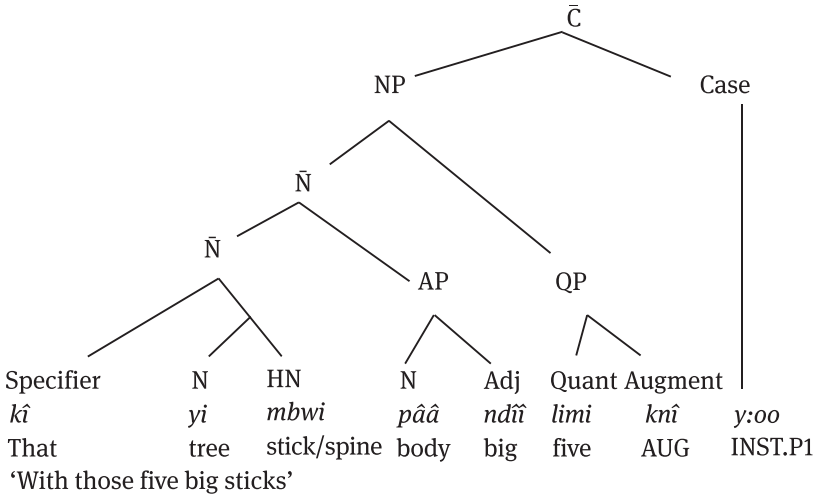 C̄
NP Case
N̄
N̄
AP QP
Specifier N HN N Adj Quant Augment
kî yi mbwi pââ ndîî limi knî y:oo
That tree stick/spine body big five AUG INST.P1
‘With those five big sticks’